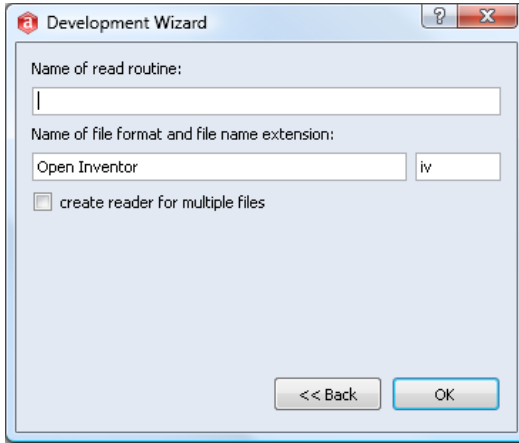 Development Wizard
Name of read routine:
Name of file format and file name extension:
Open Inventor iv
create reader for multiple files
<< Back OK